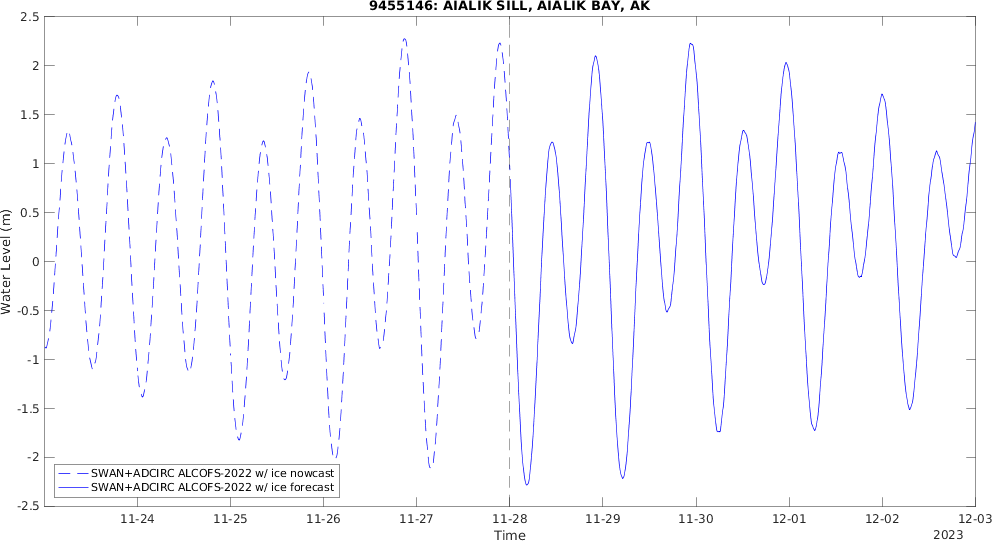 9455146: AIALIK SILL, AIALIK BAY, AK
2.5
2
1.5
1
0.5
0
-0.5
-1
-1.5
-2
-2.5
Water Level (m)
SWAN+ADCIRC ALCOFS-2022 w/ ice nowcast
SWAN+ADCIRC ALCOFS-2022 w/ ice forecast
11-24 11-25 11-26 11-27 11-28 11-29 11-30 12-01 12-02 12-03
Time
2023